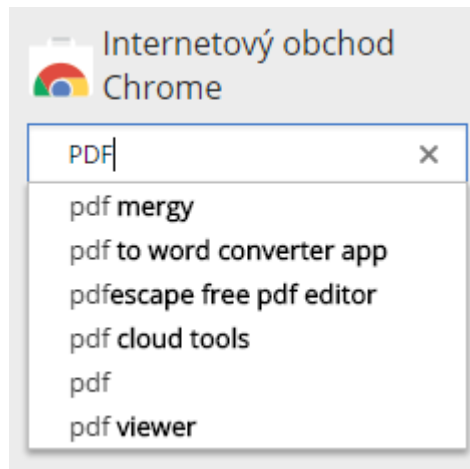 Internetový obchod
Chrome
PDF
pdf mergy
pdf to word converter app
pdfescape free pdf editor
pdf cloud tools
pdf
pdf viewer